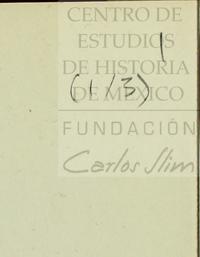 CENTRO DE
ESTUDIOS
DE HISTORIA
(1/3)
DE MÉXICO
FUNDACIÓN
Carlos Slim